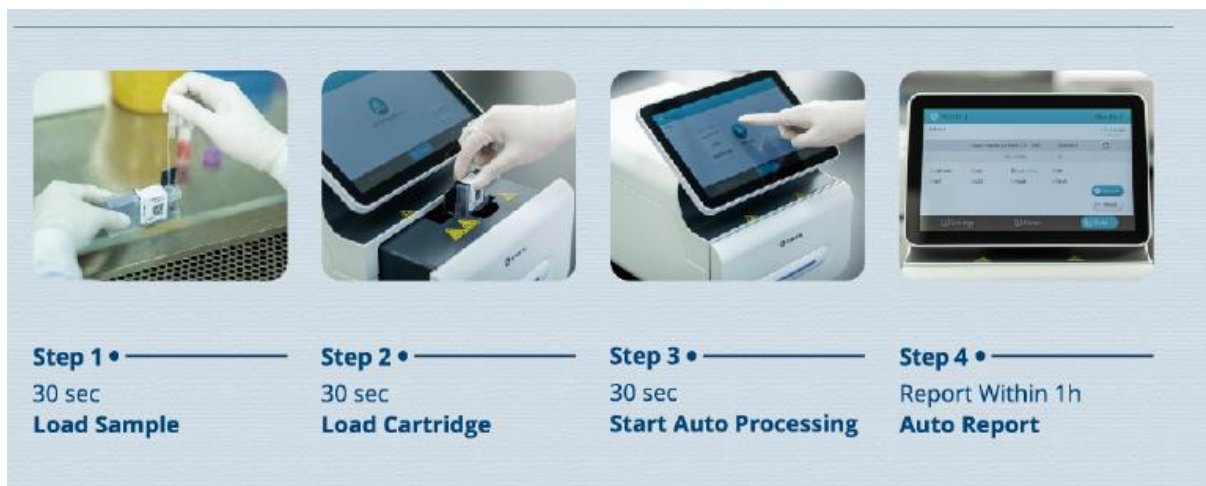 Step 1
30 sec
Load Sample
Step 2
30 sec
Load Cartridge
Step 3
30 sec
Start Auto Processing
Step 4
Report Within 1h
Auto Report